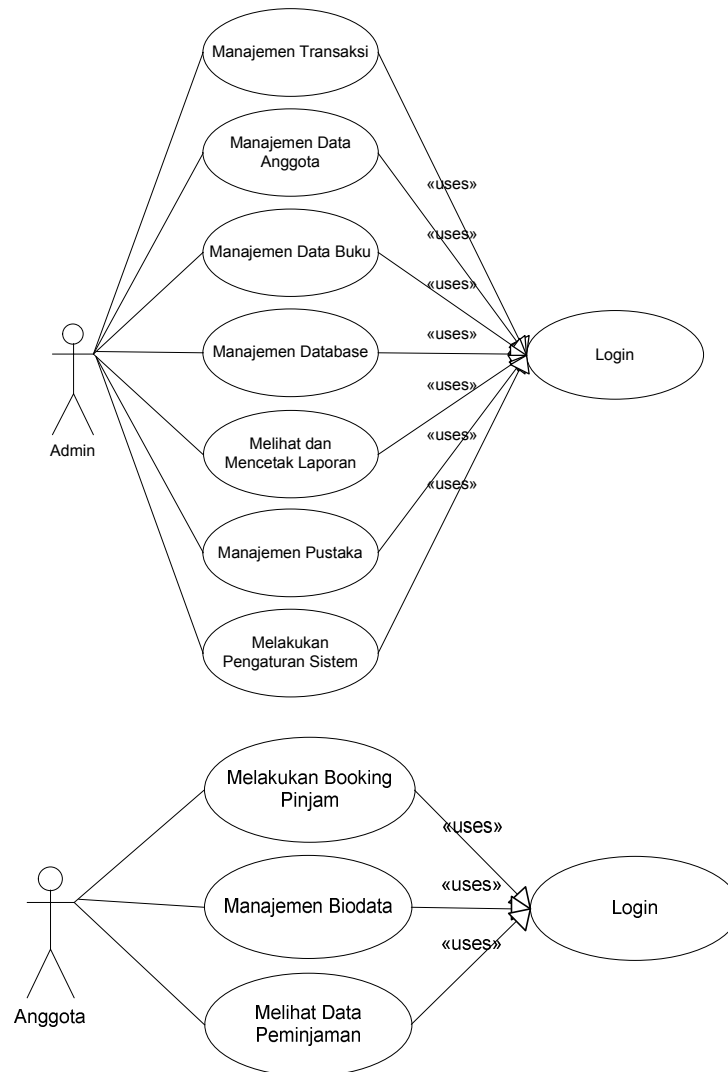 Manajemen Transaksi
Manajemen Data
Anggota
«uses»
«uses»
Manajemen Data Buku
«uses»
Manajemen Database
«uses»
Login
«uses»
Admin
Melihat dan
Mencetak Laporan
«uses»
Manajemen Pustaka
Melakukan
Pengaturan Sistem
Melakukan Booking
Pinjam
«uses»
Manajemen Biodata
«uses»
Login
«uses»
Anggota
Melihat Data
Peminjaman